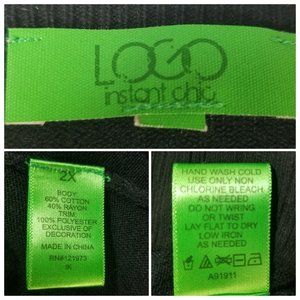 LOGO
instant chic
2X
BODY
60% COTTON
40% RAYON
TRIM
100% POLYESTER
EXCLUSIVE OF
DECORATION
MADE IN CHINA
RN#121973
IK
HAND WASH COLD
USE ONLY NON
CHLORINE BLEACH
AS NEEDED
DO NOT WRING
OR TWIST
LAY FLAT TO DRY
LOW IRON
AS NEEDED
A91911